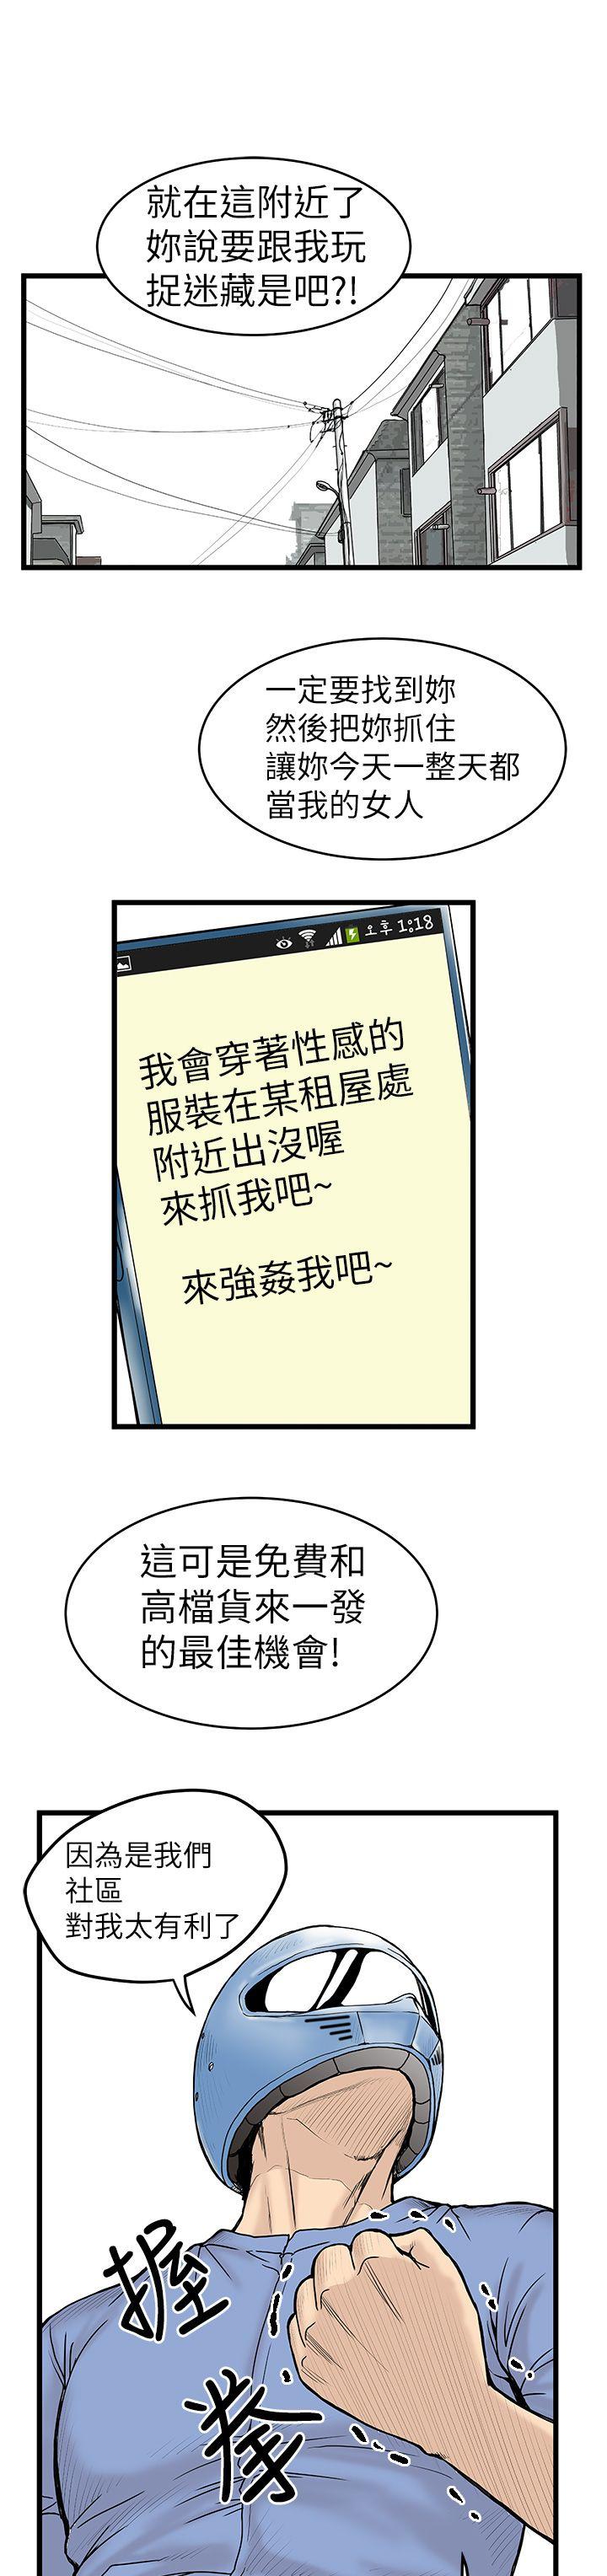 就在這附近了
妳說要跟我玩
捉迷藏是吧?!
一定要找到妳
然後把妳抓住
讓妳今天一整天都
當我的女人
오후 1:18
我會穿著性感的
服裝在某租屋處
附近出沒喔
來抓我吧~
來強姦我吧~
這可是免費和
高檔貨來一發
的最佳機會!
因為是我們
社區
對我太有利了
握
拳